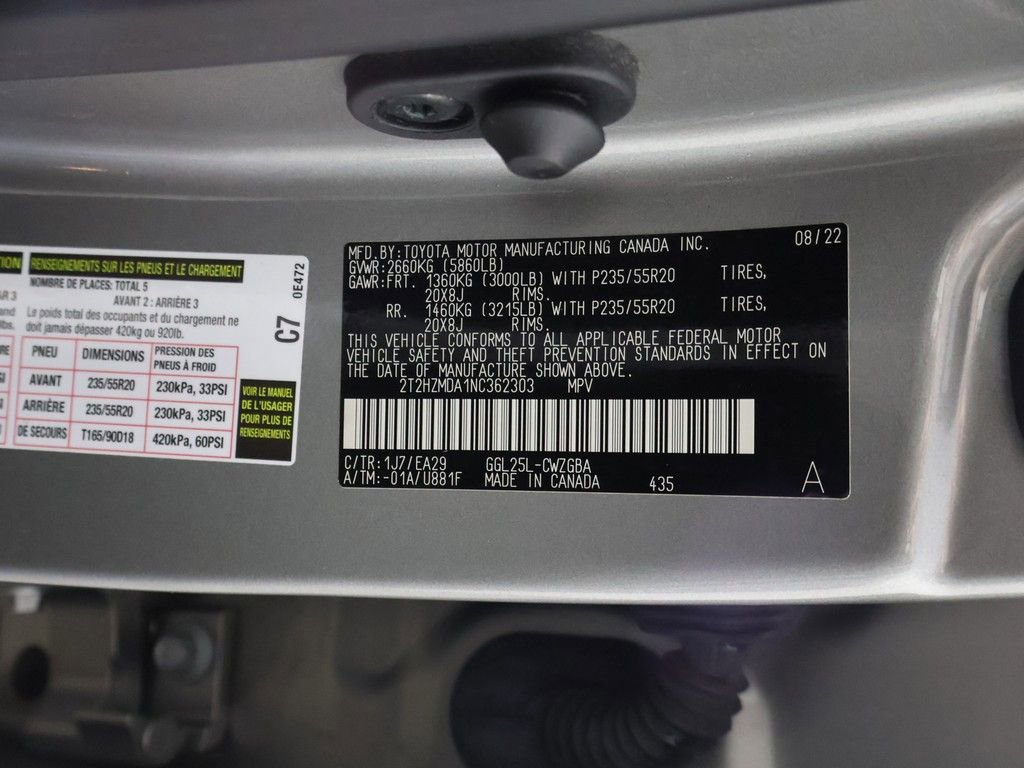 TION
RENSEIGNEMENTS SUR LES PNEUS ET LE CHARGEMENT
NOMBRE DE PLACES: TOTAL 5
AVANT 2 : ARRIÈRE 3
AR 3
Le poids total des occupants et du chargement ne
doit jamais dépasser 420kg ou 920lb.
and
lbs.
0E472
C7
PNEU DIMENSIONS PRESSION DES PNEUS À FROID
AVANT 235/55R20 230kPa, 33PSI
ARRIÈRE 235/55R20 230kPa, 33PSI
DE SECOURS T165/90D18 420kPa, 60PSI
VOIR LE MANUEL
DE L'USAGER
POUR PLUS DE
RENSEIGNEMENTS
MFD.BY:TOYOTA MOTOR MANUFACTURING CANADA INC. 08/22
GVWR:2660KG (5860LB)
GAWR:FRT. 1360KG (3000LB) WITH P235/55R20 TIRES,
20X8J RIMS.
RR. 1460KG (3215LB) WITH P235/55R20 TIRES,
20X8J RIMS.
THIS VEHICLE CONFORMS TO ALL APPLICABLE FEDERAL MOTOR
VEHICLE SAFETY AND THEFT PREVENTION STANDARDS IN EFFECT ON
THE DATE OF MANUFACTURE SHOWN ABOVE.
2T2HZMDA1NC362303 MPV
C/TR:1J7/EA29 GGL25L-CWZGBA
A/TM:-01A/U881F MADE IN CANADA 435 A